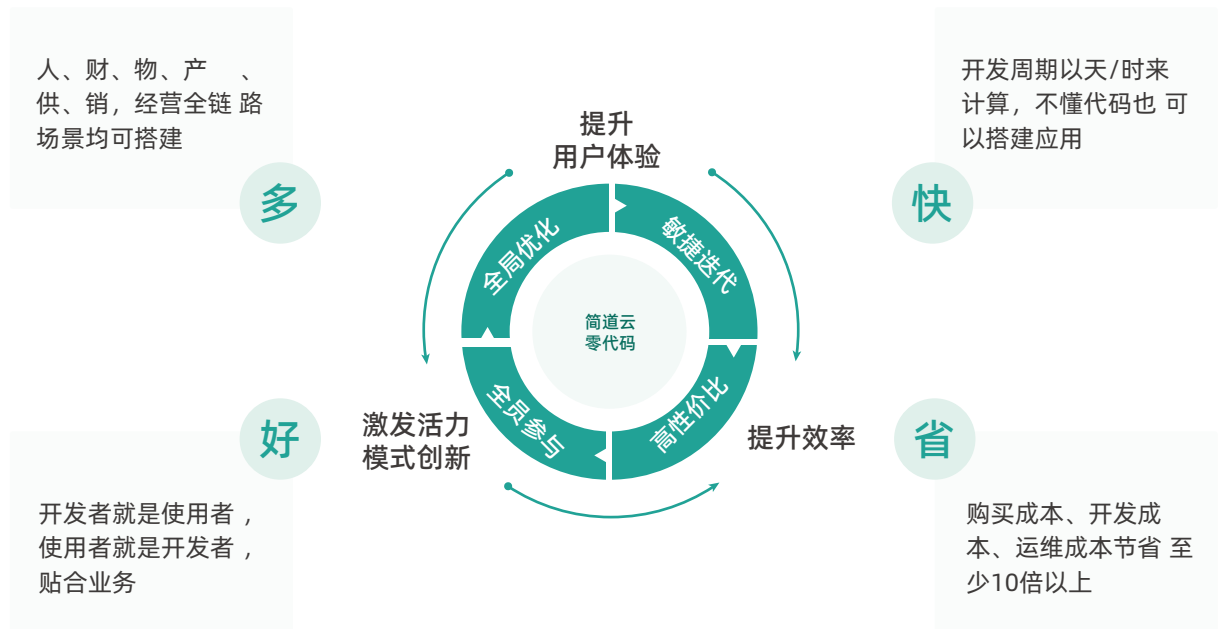 人、财、物、产 、
供、销，经营全链 路
场景均可搭建
多
开发周期以天/时来
计算，不懂代码也 可
以搭建应用
快
提升
用户体验
全局优化
敏捷迭代
简道云
零代码
全员参与
高性价比
激发活力
模式创新
提升效率
好
开发者就是使用者 ，
使用者就是开发者 ，
贴合业务
省
购买成本、开发成
本、运维成本节省 至
少10倍以上